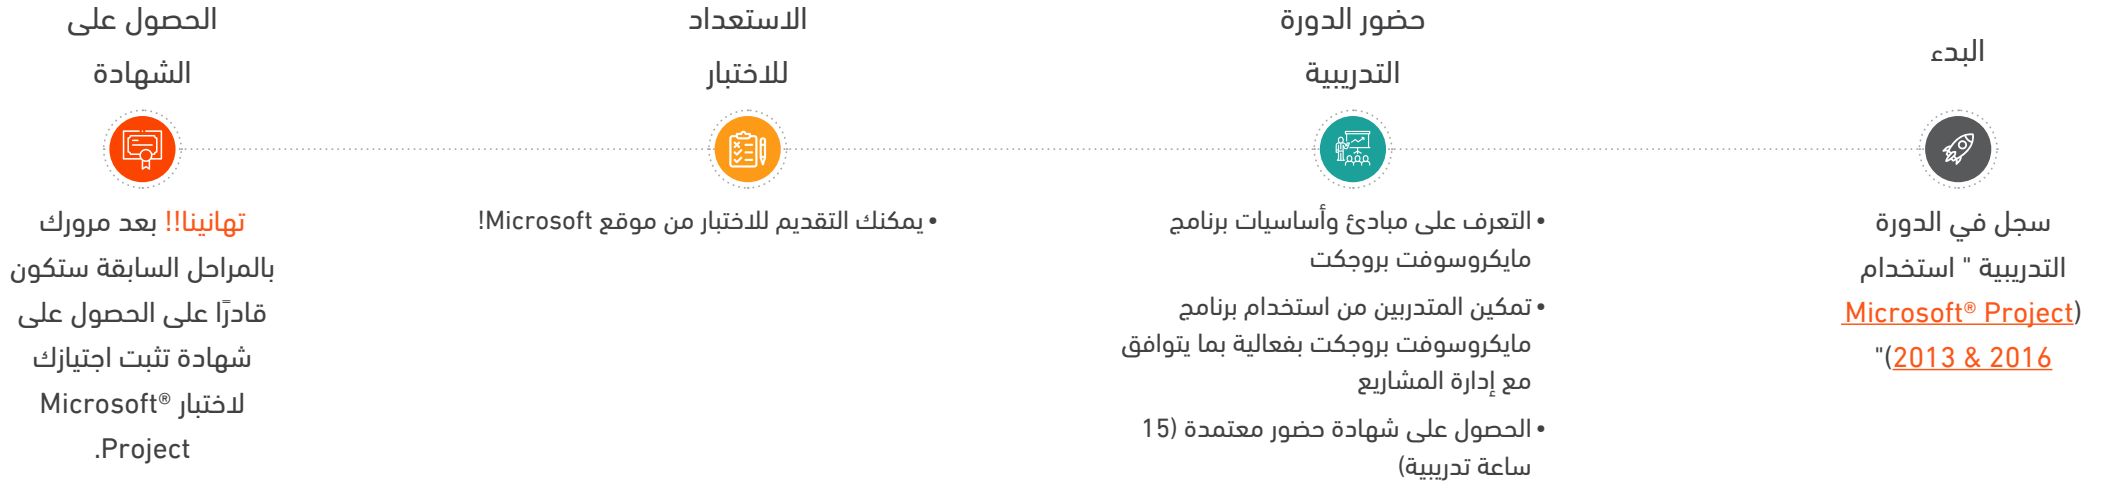 البدء
سجل في الدورة
التدريبية " استخدام
(Microsoft® Project
2013 & 2016)"
حضور الدورة
التدريبية
• التعرف على مبادئ وأساسيات برنامج
مايكروسوفت بروجكت
• تمكين المتدربين من استخدام برنامج
مايكروسوفت بروجكت بفعالية بما يتوافق
مع إدارة المشاريع
• الحصول على شهادة حضور معتمدة (15
ساعة تدريبية)
الاستعداد
للاختبار
• يمكنك التقديم للاختبار من موقع Microsoft!
الحصول على
الشهادة
تهانينا!! بعد مرورك
بالمراحل السابقة ستكون
قادرًا على الحصول على
شهادة تثبت اجتيازك
لاختبار Microsoft®
Project.